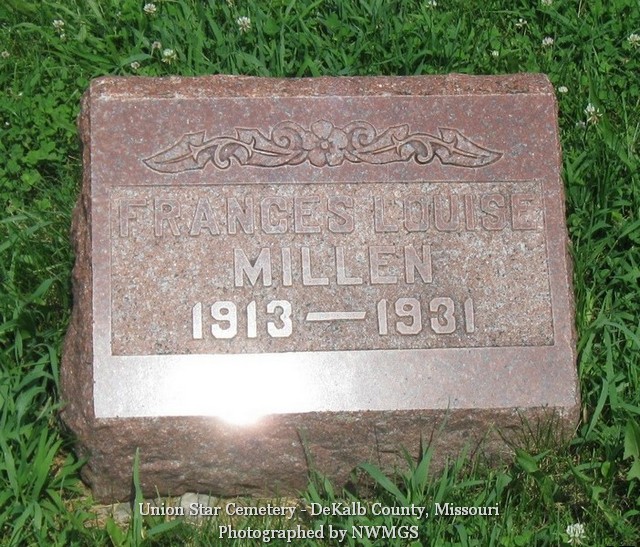 FRANCES LOUISE
MILLEN
1913 — 1931
Union Star Cemetery - DeKalb County, Missouri
Photographed by NWMGS